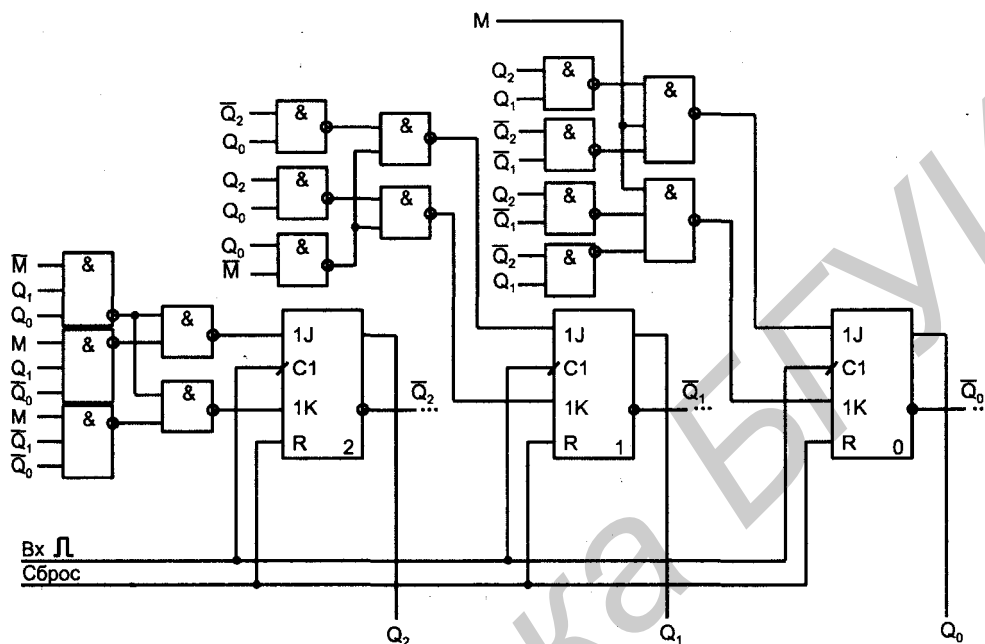 M
Q₂
Q₁
&
&
Q̅₂
Q̅₁
&
Q₂
Q̅₁
&
&
Q̅₂
Q₁
&
Q̅₂
Q₀
&
&
Q₂
Q₀
&
&
Q₀
M̅
&
M̅
Q₁
Q₀
&
&
M
Q₁
Q̅₀
&
&
M
Q̅₁
Q̅₀
&
1J
C1
1K
R
2
Q̅₂
...
1J
C1
1K
R
1
Q̅₁
...
1J
C1
1K
R
0
Q̅₀
...
Вх
Сброс
Q₂
Q₁
Q₀